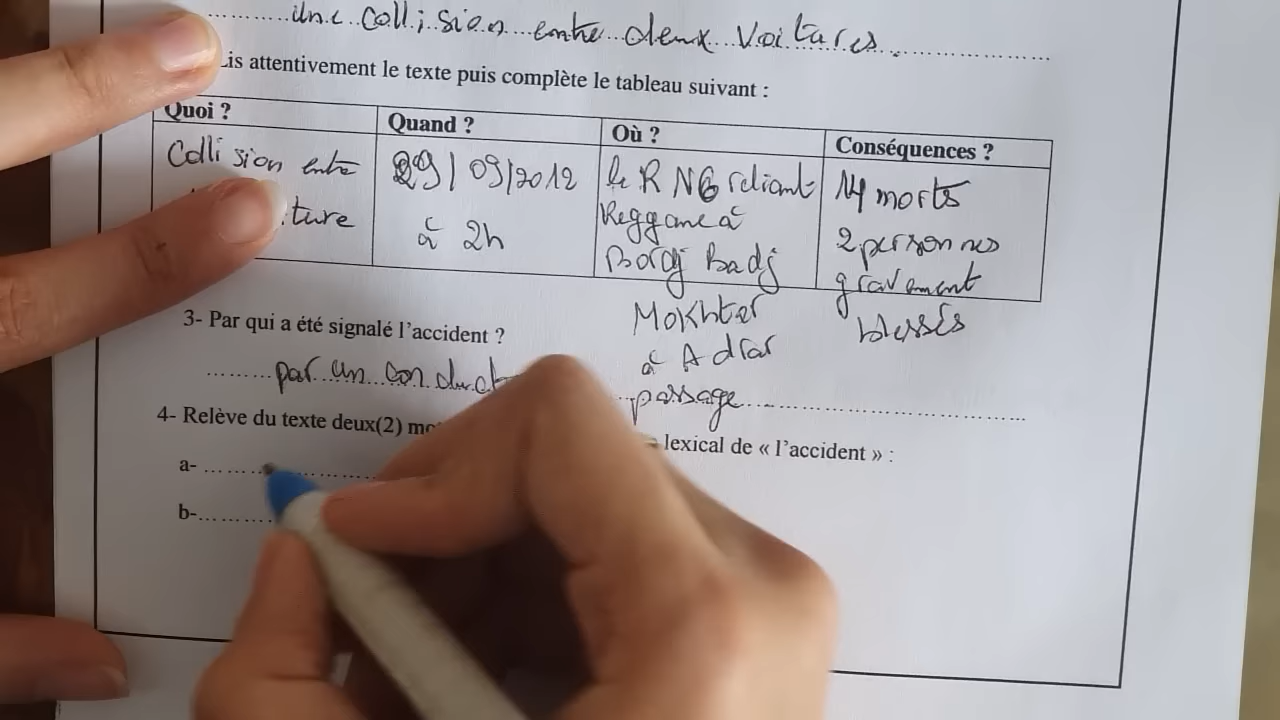 une collision entre deux voitures.
Lis attentivement le texte puis complète le tableau suivant :
Quoi ? Quand ? Où ? Conséquences ?
Collision entre 29/09/2012 le RN6 reliant 14 morts
ture à 2h Reggane à 2 personnes
Bordj Badj gravement
Mokhter blessés
3- Par qui a été signalé l'accident ?
à Adrar
par un conduct passage
4- Relève du texte deux(2) mo lexical de « l'accident » :
a-
b-